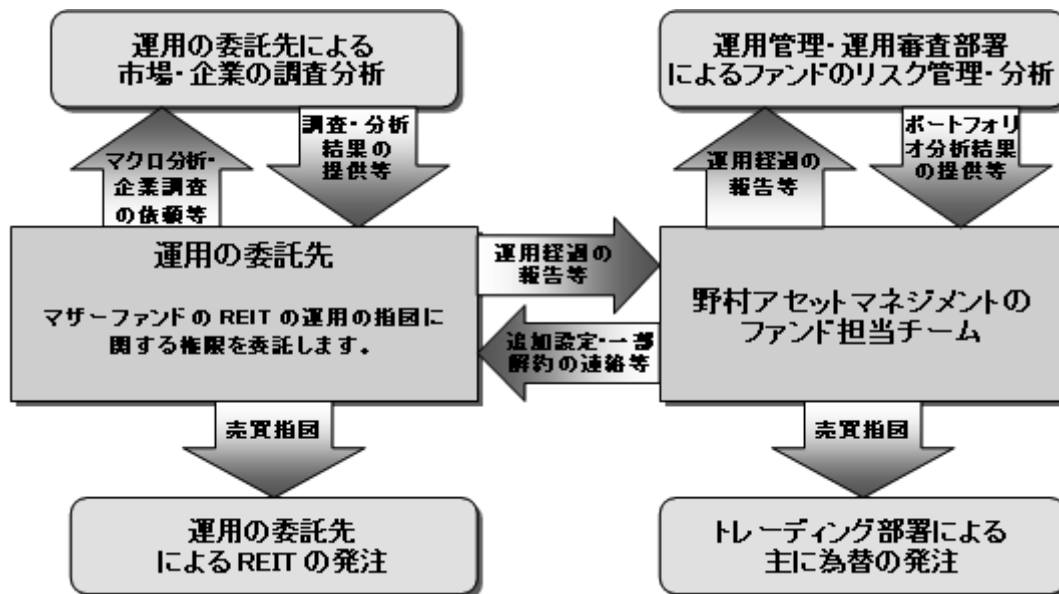 運用の委託先による
市場・企業の調査分析
運用管理・運用審査部署
によるファンドのリスク管理・分析
マクロ分析・
企業調査
の依頼等
調査・分析
結果の
提供等
運用経過の
報告等
ポートフォリ
オ分析結果
の提供等
運用の委託先
マザーファンドの REIT の運用の指図に
関する権限を委託します。
運用経過の
報告等
追加設定・一部
解約の連絡等
野村アセットマネジメントの
ファンド担当チーム
売買指図
売買指図
運用の委託先
による REIT の発注
トレーディング部署による
主に為替の発注